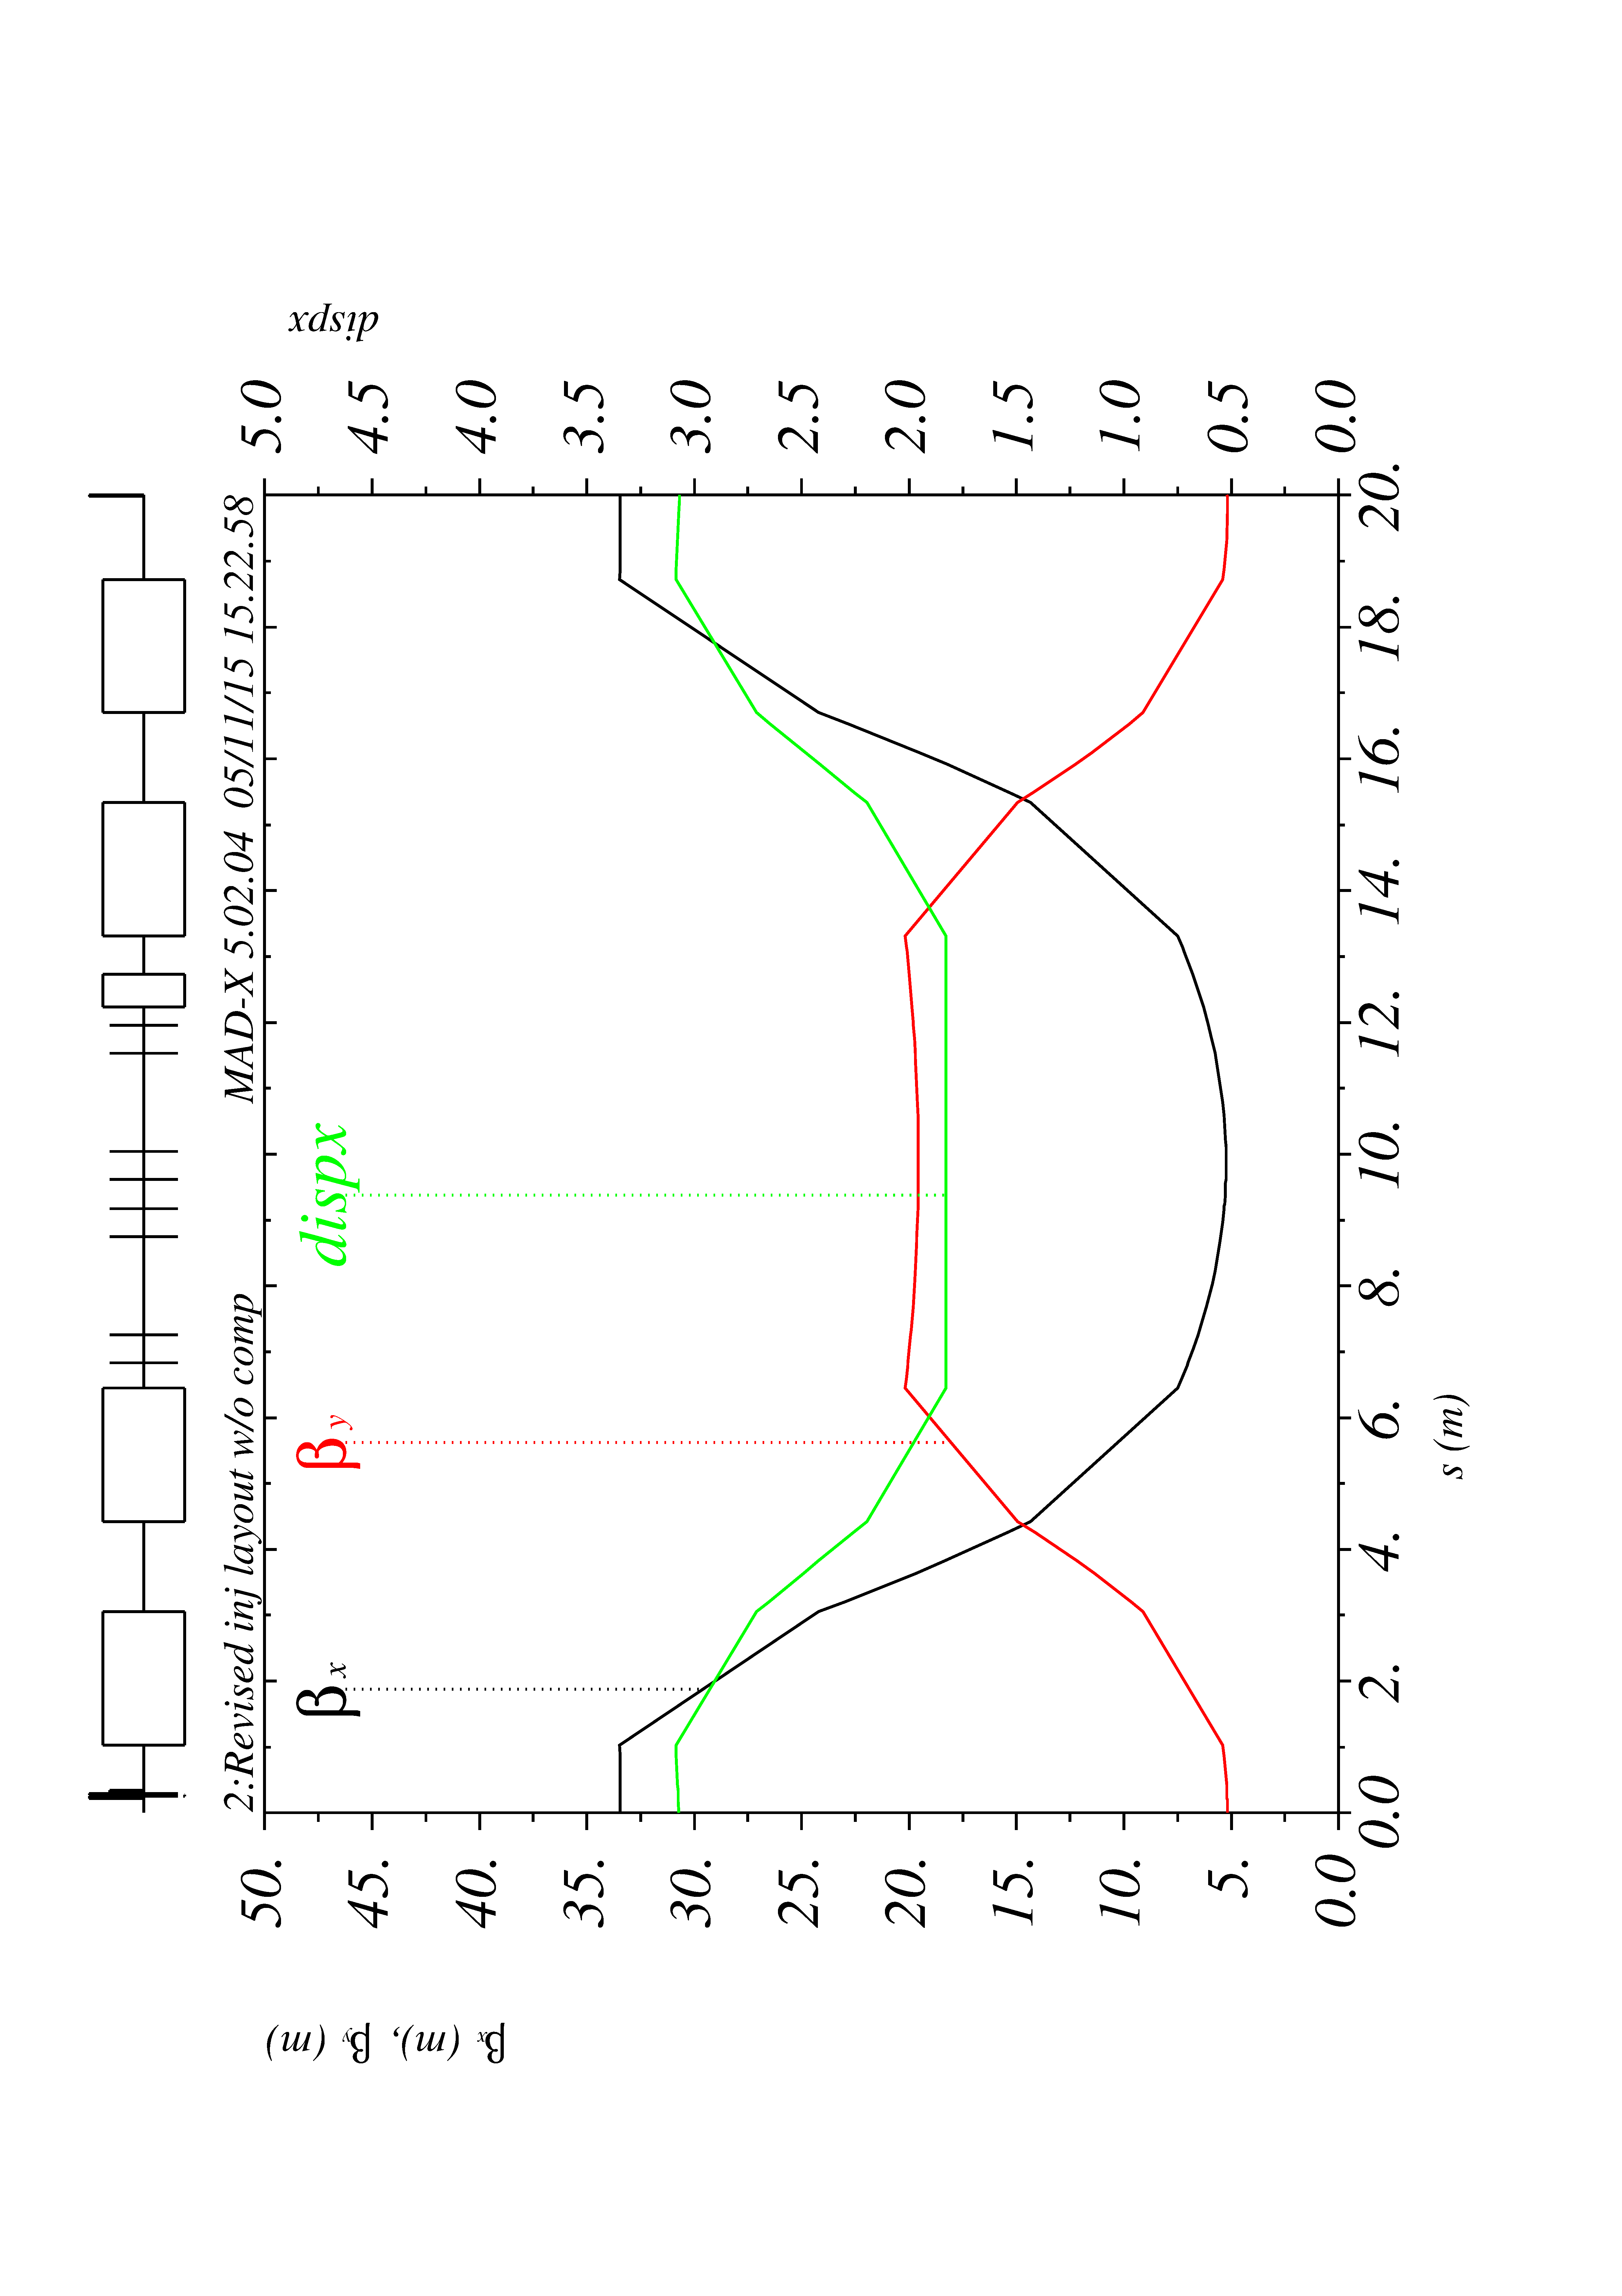 2:Revised inj layout w/o comp
MAD-X 5.02.04 05/11/15 15.22.58
βx
βy
dispx
50.
45.
40.
35.
30.
25.
20.
15.
10.
5.
0.0
βx (m), βy (m)
5.0
4.5
4.0
3.5
3.0
2.5
2.0
1.5
1.0
0.5
0.0
dispx
0.0 2. 4. 6. 8. 10. 12. 14. 16. 18. 20.
s (m)